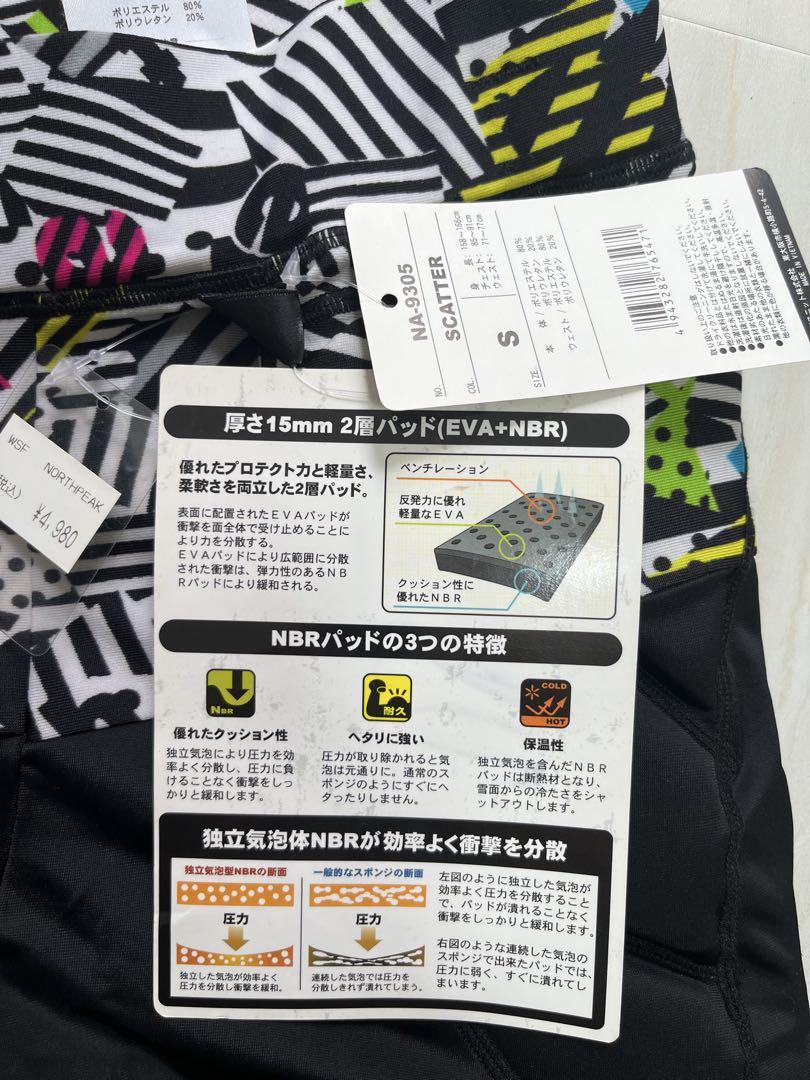 ポリエステル 80%
ポリウレタン 20%
NO. NA-9305
COL. SCATTER
身 長: 158~166cm
チェスト: 85~91cm
ウェスト: 71~77cm
SIZE. S
本 体 / ポリエステル 80%
ポリウレタン 20%
ウェスト / ポリエステル 80%
ポリウレタン 20%
4943282765471
MADE IN VIETNAM
WSF NORTHPEAK
¥4,980
厚さ15mm 2層パッド(EVA+NBR)
優れたプロテクト力と軽量さ、
柔軟さを両立した2層パッド。
表面に配置されたEVAパッドが
衝撃を面全体で受け止めることに
より力を分散する。
EVAパッドにより広範囲に分散
された衝撃は、弾力性のあるNB
Rパッドにより緩和される。
ベンチレーション
反発力に優れ
軽量なEVA
クッション性に
優れたNBR
NBRパッドの3つの特徴
NBR
優れたクッション性
独立気泡により圧力を効
率よく分散し、圧力に負
けることなく衝撃をしっ
かりと緩和します。
耐久
ヘタリに強い
圧力が取り除かれると気
泡は元通りに。通常のス
ポンジのようにすぐにヘ
タったりしません。
COLD
HOT
保温性
独立気泡を含んだNBR
パッドは断熱材となり、
雪面からの冷たさをシャ
ットアウトします。
独立気泡体NBRが効率よく衝撃を分散
独立気泡型NBRの断面
圧力
独立した気泡が効率よく
圧力を分散し衝撃を緩和。
一般的なスポンジの断面
圧力
連続した気泡では圧力を
分散しきれず潰れてしまう。
左図のように独立した気泡が
効率よく圧力を分散すること
で、パッドが潰れることなく
衝撃をしっかりと緩和します。
右図のような連続した気泡の
スポンジで出来たパッドでは、
圧力に弱く、すぐに潰れてし
まいます。